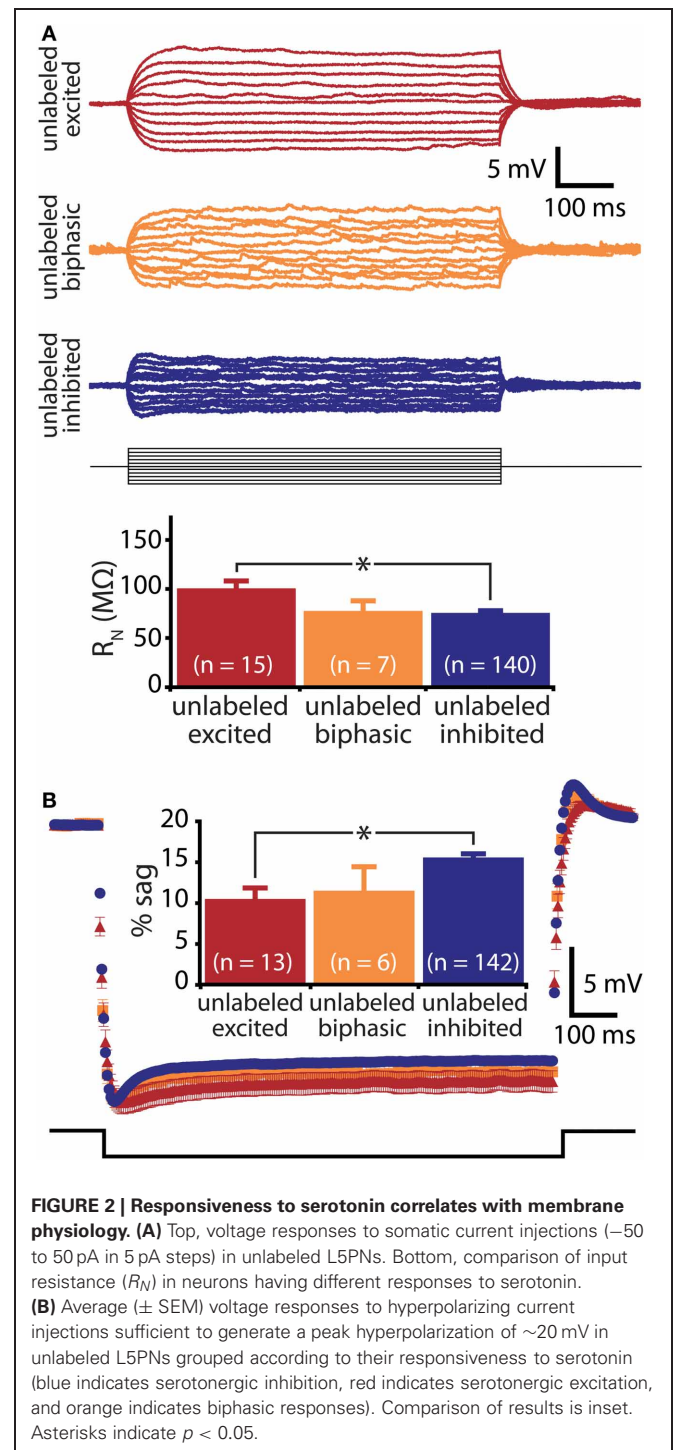 A
unlabeled
excited
5 mV
100 ms
unlabeled
biphasic
unlabeled
inhibited
150
100
50
0
R_N (MΩ)
*
(n = 15)
(n = 7)
(n = 140)
unlabeled
excited
unlabeled
biphasic
unlabeled
inhibited
B
20
15
10
5
0
% sag
*
(n = 13)
(n = 6)
(n = 142)
unlabeled
excited
unlabeled
biphasic
unlabeled
inhibited
5 mV
100 ms
FIGURE 2 | Responsiveness to serotonin correlates with membrane
physiology. (A) Top, voltage responses to somatic current injections (−50
to 50 pA in 5 pA steps) in unlabeled L5PNs. Bottom, comparison of input
resistance (R_N) in neurons having different responses to serotonin.
(B) Average (± SEM) voltage responses to hyperpolarizing current
injections sufficient to generate a peak hyperpolarization of ~20 mV in
unlabeled L5PNs grouped according to their responsiveness to serotonin
(blue indicates serotonergic inhibition, red indicates serotonergic excitation,
and orange indicates biphasic responses). Comparison of results is inset.
Asterisks indicate p < 0.05.